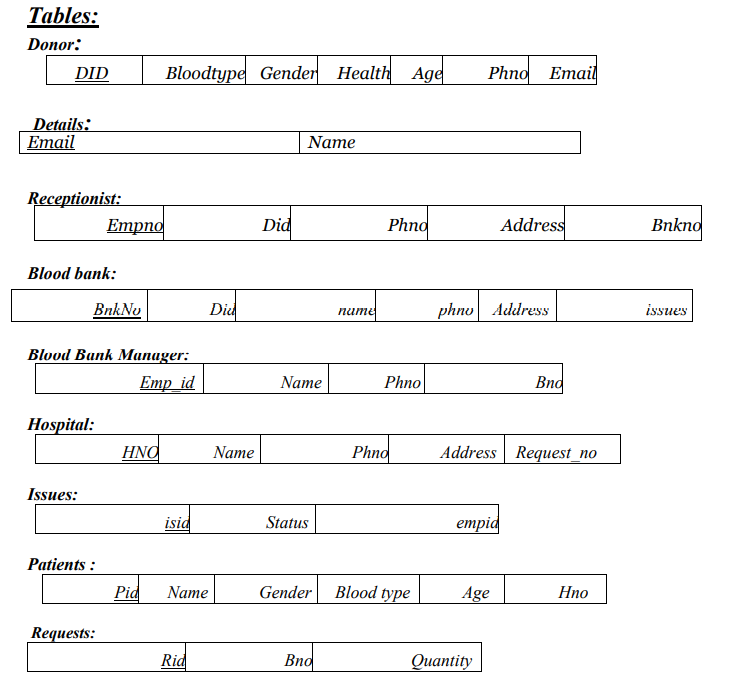 Tables:
Donor:
DID Bloodtype Gender Health Age Phno Email
Details:
Email Name
Receptionist:
Empno Did Phno Address Bnkno
Blood bank:
BnkNo Did name phno Address issues
Blood Bank Manager:
Emp_id Name Phno Bno
Hospital:
HNO Name Phno Address Request_no
Issues:
isid Status empid
Patients :
Pid Name Gender Blood type Age Hno
Requests:
Rid Bno Quantity